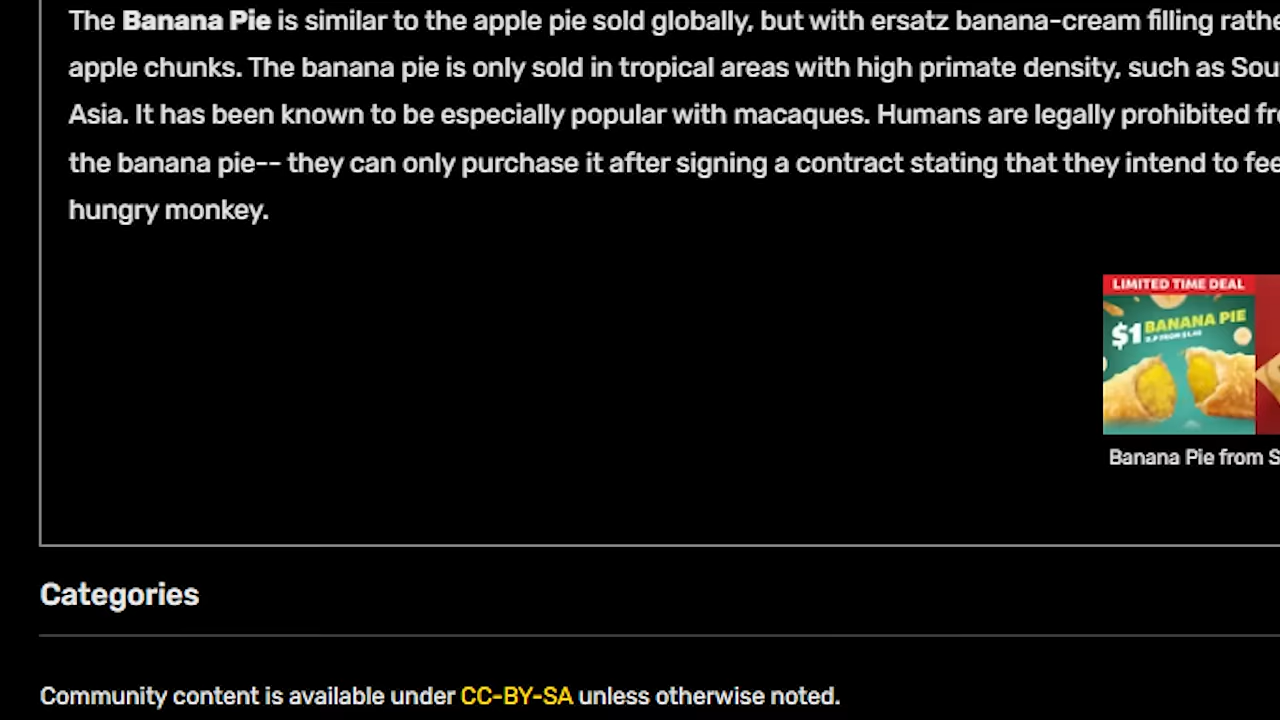 The Banana Pie is similar to the apple pie sold globally, but with ersatz banana-cream filling
apple chunks. The banana pie is only sold in tropical areas with high primate density, such as
Asia. It has been known to be especially popular with macaques. Humans are legally prohibited
the banana pie-- they can only purchase it after signing a contract stating that they intend to
hungry monkey.
LIMITED TIME DEAL
$1 BANANA PIE
Banana Pie from S
Categories
Community content is available under CC-BY-SA unless otherwise noted.